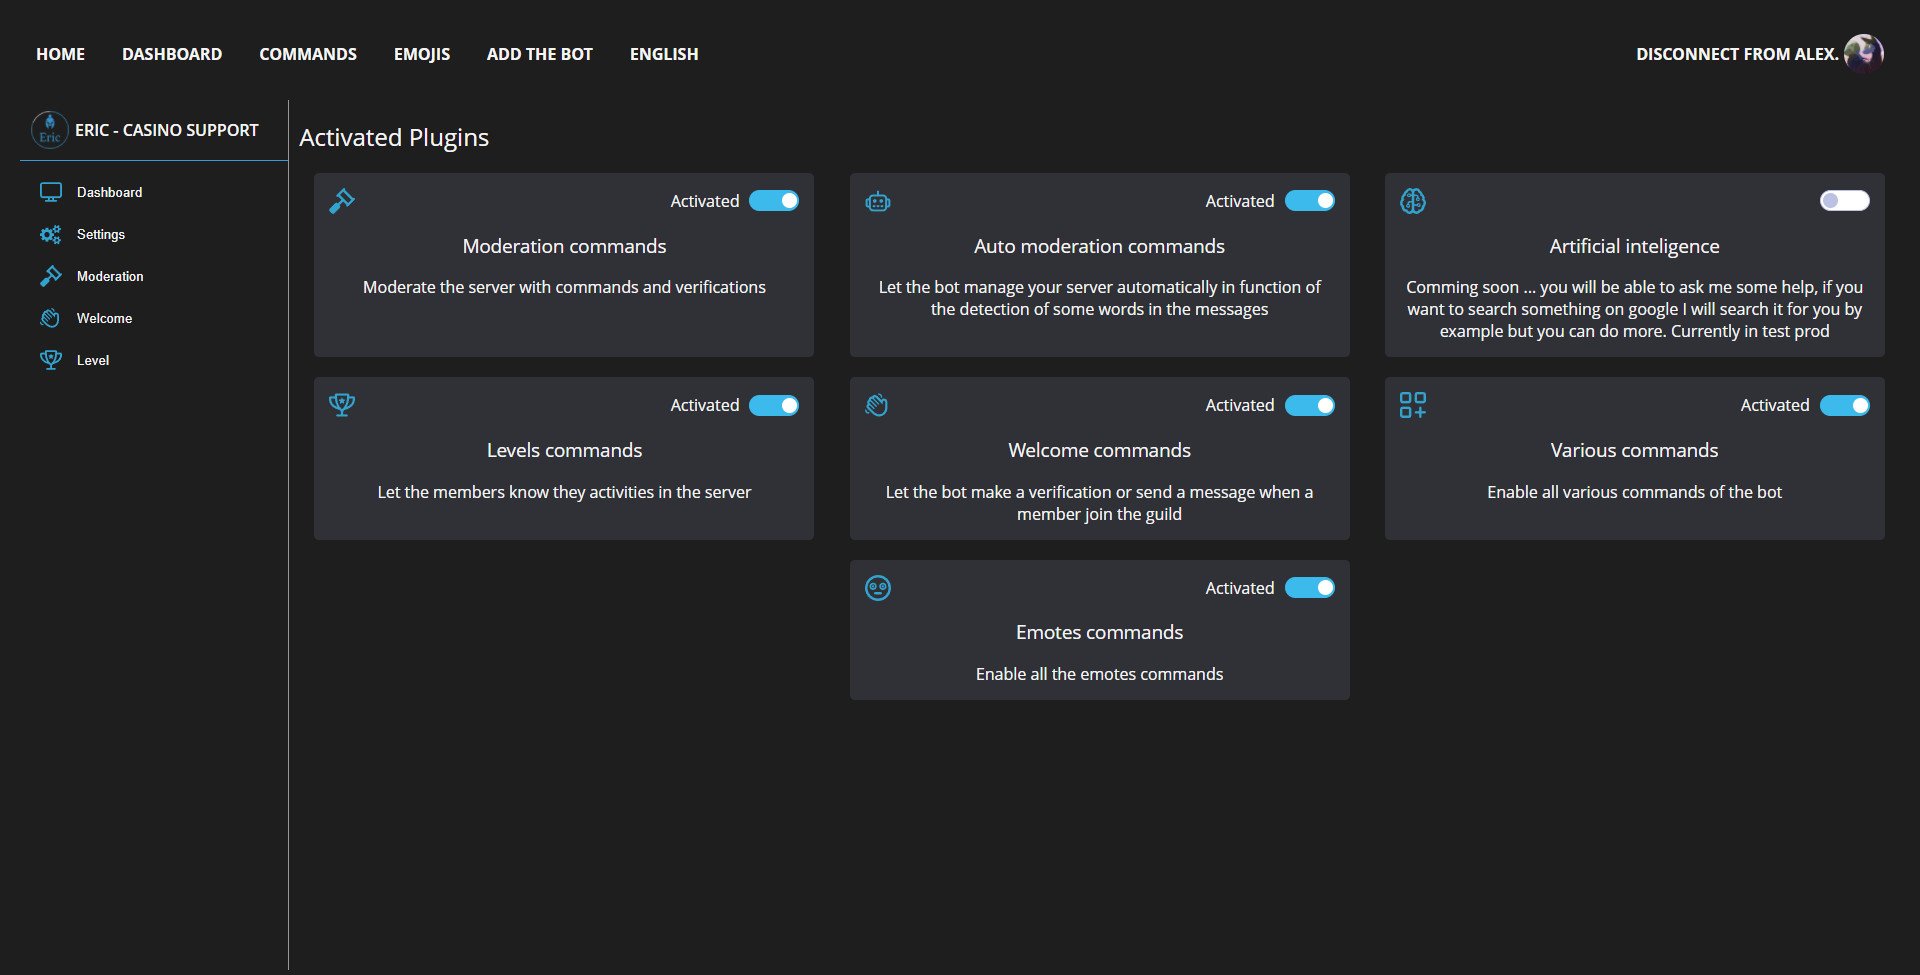 HOME DASHBOARD COMMANDS EMOJIS ADD THE BOT ENGLISH DISCONNECT FROM ALEX.
Eric ERIC - CASINO SUPPORT
Dashboard
Settings
Moderation
Welcome
Level
Activated Plugins
Activated
Moderation commands
Moderate the server with commands and verifications
Activated
Auto moderation commands
Let the bot manage your server automatically in function of
the detection of some words in the messages
Artificial inteligence
Comming soon ... you will be able to ask me some help, if you
want to search something on google I will search it for you by
example but you can do more. Currently in test prod
Activated
Levels commands
Let the members know they activities in the server
Activated
Welcome commands
Let the bot make a verification or send a message when a
member join the guild
Activated
Various commands
Enable all various commands of the bot
Activated
Emotes commands
Enable all the emotes commands